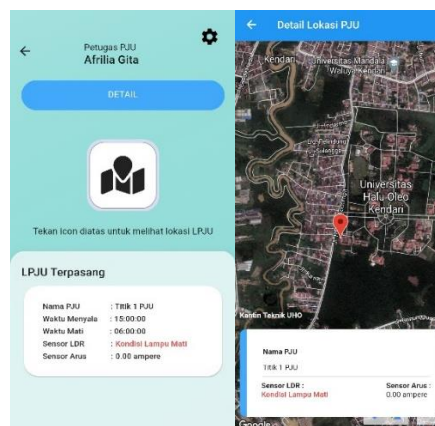 Petugas PJU
Afrilia Gita
DETAIL
Tekan icon diatas untuk melihat lokasi LPJU
LPJU Terpasang
Nama PJU : Titik 1 PJU
Waktu Menyala : 15:00:00
Waktu Mati : 06:00:00
Sensor LDR : Kondisi Lampu Mati
Sensor Arus : 0.00 ampere
Detail Lokasi PJU
Kendari
Universitas Mandala
Waluya Kendari
Universitas
Halu Oleo
Kendari
Kantin Teknik UHO
Nama PJU
Titik 1 PJU
Sensor LDR : Sensor Arus :
Kondisi Lampu Mati 0.00 ampere
Google